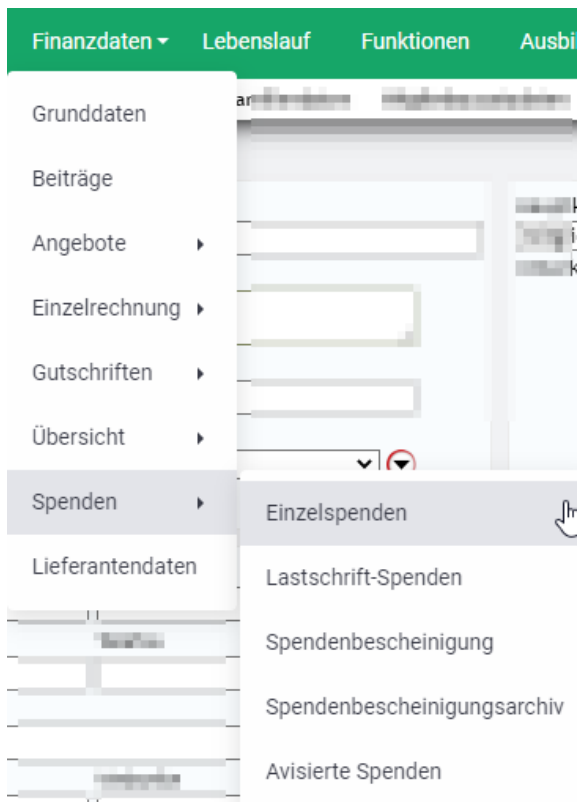 Finanzdaten Lebenslauf Funktionen
Grunddaten
Beiträge
Angebote
Einzelrechnung
Gutschriften
Übersicht
Spenden
Einzelspenden
Lieferantendaten
Lastschrift-Spenden
Spendenbescheinigung
Spendenbescheinigungsarchiv
Avisierte Spenden